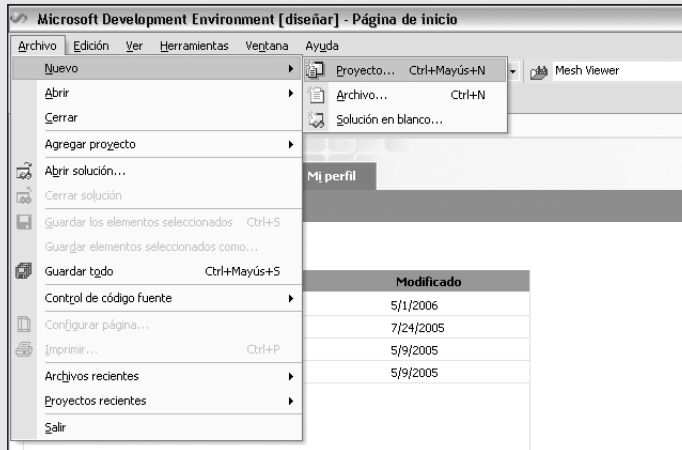 Microsoft Development Environment [diseñar] - Página de inicio
Archivo Edición Ver Herramientas Ventana Ayuda
Nuevo
Proyecto... Ctrl+Mayús+N
Mesh Viewer
Abrir
Archivo... Ctrl+N
Cerrar
Solución en blanco...
Agregar proyecto
Abrir solución...
Mi perfil
Cerrar solución
Guardar los elementos seleccionados Ctrl+S
Guardar elementos seleccionados como...
Guardar todo Ctrl+Mayús+S
Modificado
Control de código fuente
5/1/2006
Configurar página...
7/24/2005
Imprimir... Ctrl+P
5/9/2005
Archivos recientes
5/9/2005
Proyectos recientes
Salir